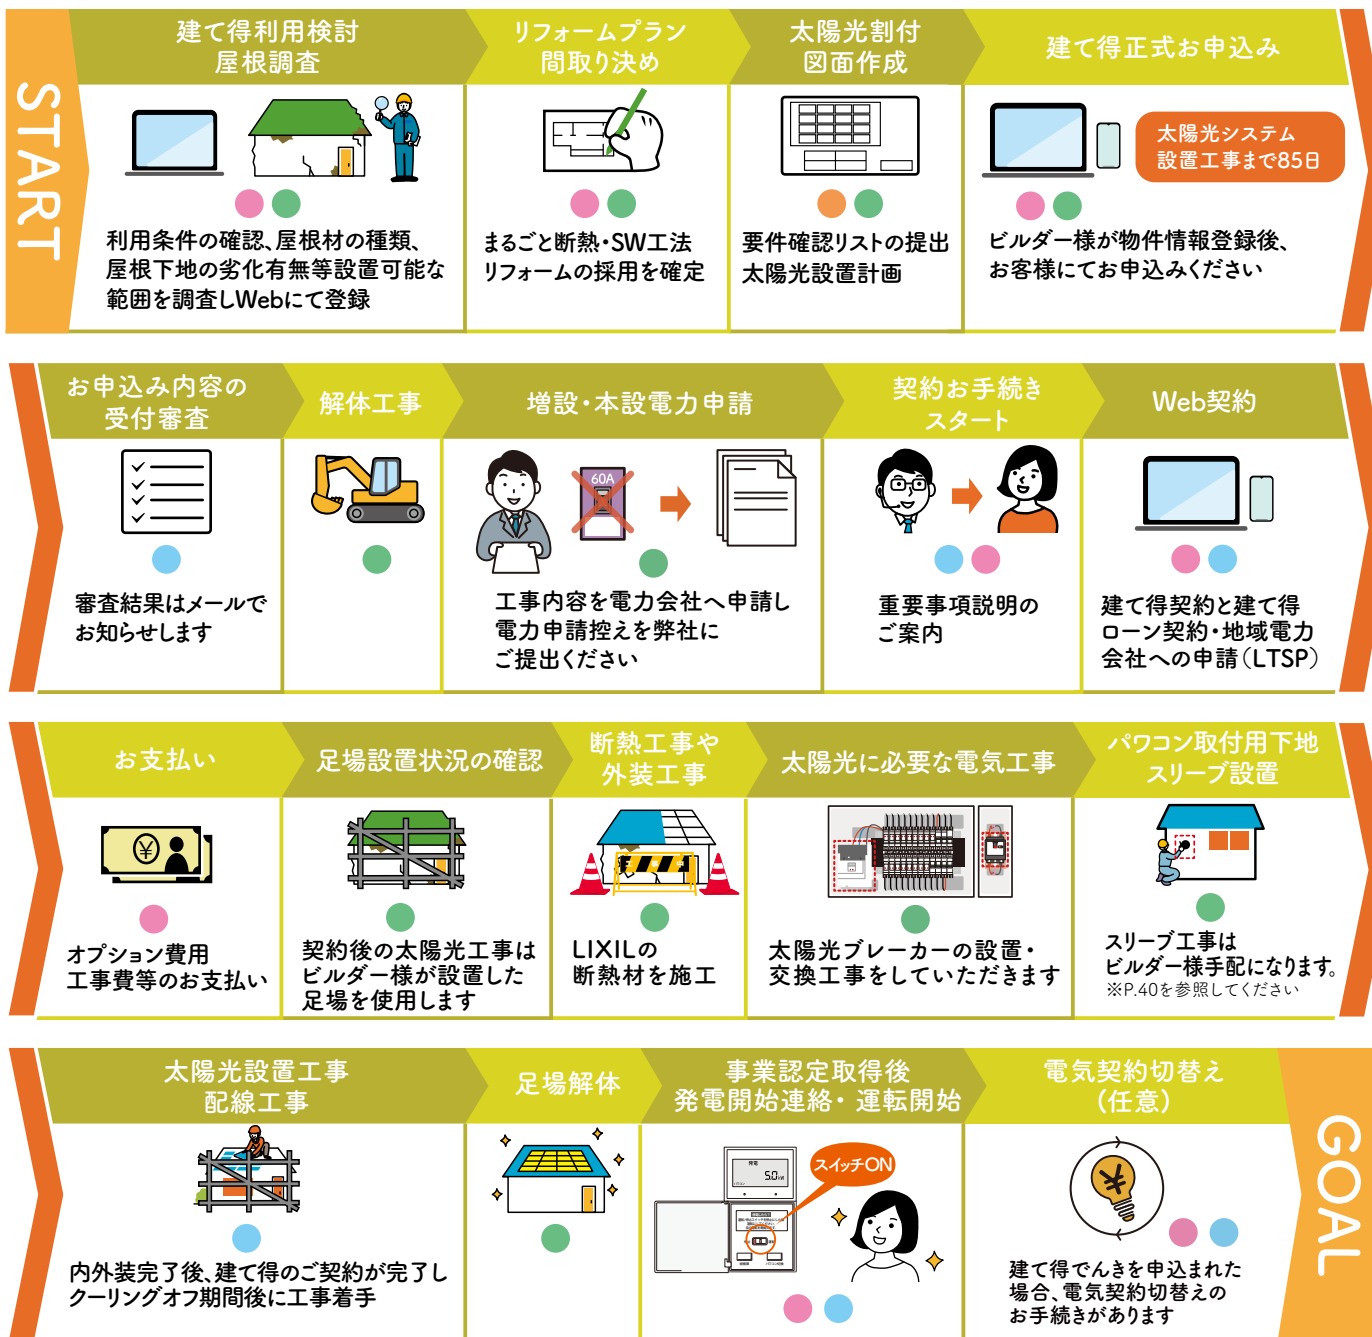 START
建て得利用検討
屋根調査
利用条件の確認、屋根材の種類、
屋根下地の劣化有無等設置可能な
範囲を調査しWebにて登録
リフォームプラン
間取り決め
まるごと断熱・SW工法
リフォームの採用を確定
太陽光割付
図面作成
要件確認リストの提出
太陽光設置計画
建て得正式お申込み
太陽光システム
設置工事まで85日
ビルダー様が物件情報登録後、
お客様にてお申込みください
お申込み内容の
受付審査
審査結果はメールで
お知らせします
解体工事
増設・本設電力申請
60A
工事内容を電力会社へ申請し
電力申請控えを弊社に
ご提出ください
契約お手続き
スタート
重要事項説明の
ご案内
Web契約
建て得契約と建て得
ローン契約・地域電力
会社への申請(LTSP)
お支払い
オプション費用
工事費等のお支払い
足場設置状況の確認
契約後の太陽光工事は
ビルダー様が設置した
足場を使用します
断熱工事や
外装工事
LIXILの
断熱材を施工
太陽光に必要な電気工事
太陽光ブレーカーの設置・
交換工事をしていただきます
パワコン取付用下地
スリーブ設置
スリーブ工事は
ビルダー様手配になります。
※P.40を参照してください
太陽光設置工事
配線工事
内外装完了後、建て得のご契約が完了し
クーリングオフ期間後に工事着手
足場解体
事業認定取得後
発電開始連絡・運転開始
発電
5.0kW
スイッチON
電気契約切替え
(任意)
¥
建て得でんきを申込まれた
場合、電気契約切替えの
お手続きがあります
GOAL